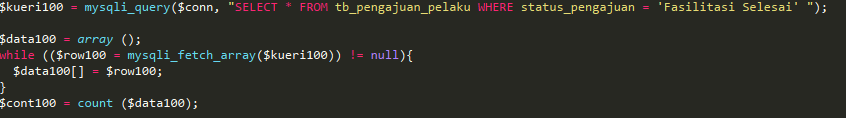 $kueri100 = mysqli_query($conn, "SELECT * FROM tb_pengajuan_pelaku WHERE status_pengajuan = 'Fasilitasi Selesai' ");
$data100 = array ();
while (($row100 = mysqli_fetch_array($kueri100)) != null){
$data100[] = $row100;
}
$cont100 = count ($data100);